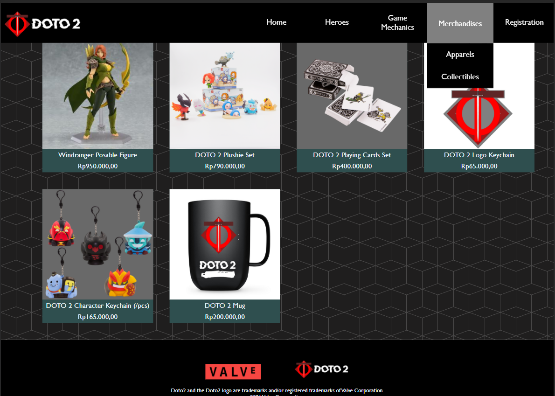 DOTO 2
Home
Heroes
Game
Mechanics
Merchandises
Registration
Apparels
Collectibles
Windranger Posable Figure
Rp950.000,00
DOTO 2 Plushie Set
Rp790.000,00
DOTO 2 Playing Cards Set
Rp400.000,00
DOTO 2 Logo Keychain
Rp65.000,00
DOTO 2
DOTO 2 Character Keychain (/pcs)
Rp165.000,00
DOTO 2 Mug
Rp200.000,00
VALVE
DOTO 2
Doto2 and the Doto2 logo are trademarks and/or registered trademarks of Valve Corporation